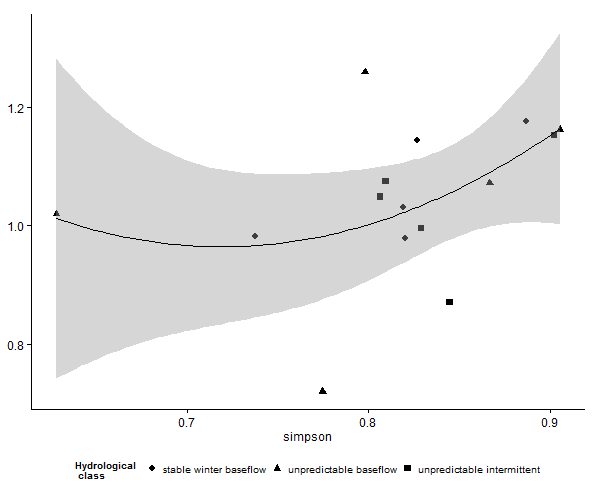 1.2
1.0
0.8
0.7 0.8 0.9
simpson
Hydrological
class
stable winter baseflow unpredictable baseflow unpredictable intermittent